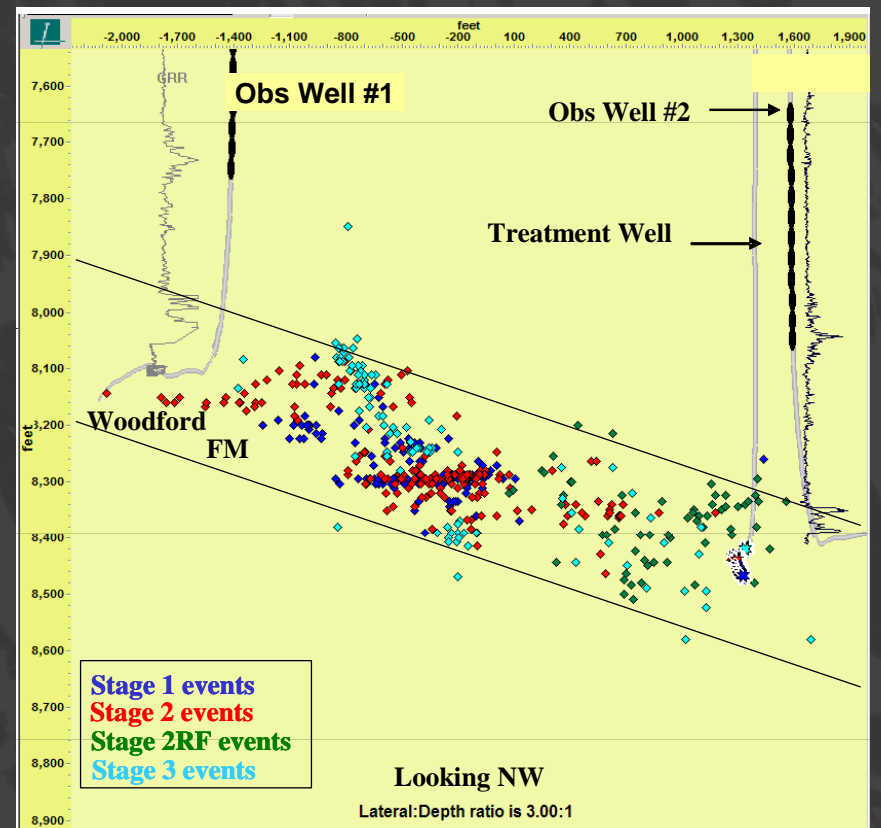 feet
-2,000 -1,700 -1,400 -1,100 -800 -500 -200 100 400 700 1,000 1,300 1,600 1,900
GRR
Obs Well #1
Obs Well #2
Treatment Well
7,600
7,700
7,800
7,900
8,000
8,100
8,200
8,300
8,400
8,500
8,600
8,700
8,800
8,900
feet
Woodford
FM
Stage 1 events
Stage 2 events
Stage 2RF events
Stage 3 events
Looking NW
Lateral:Depth ratio is 3.00:1